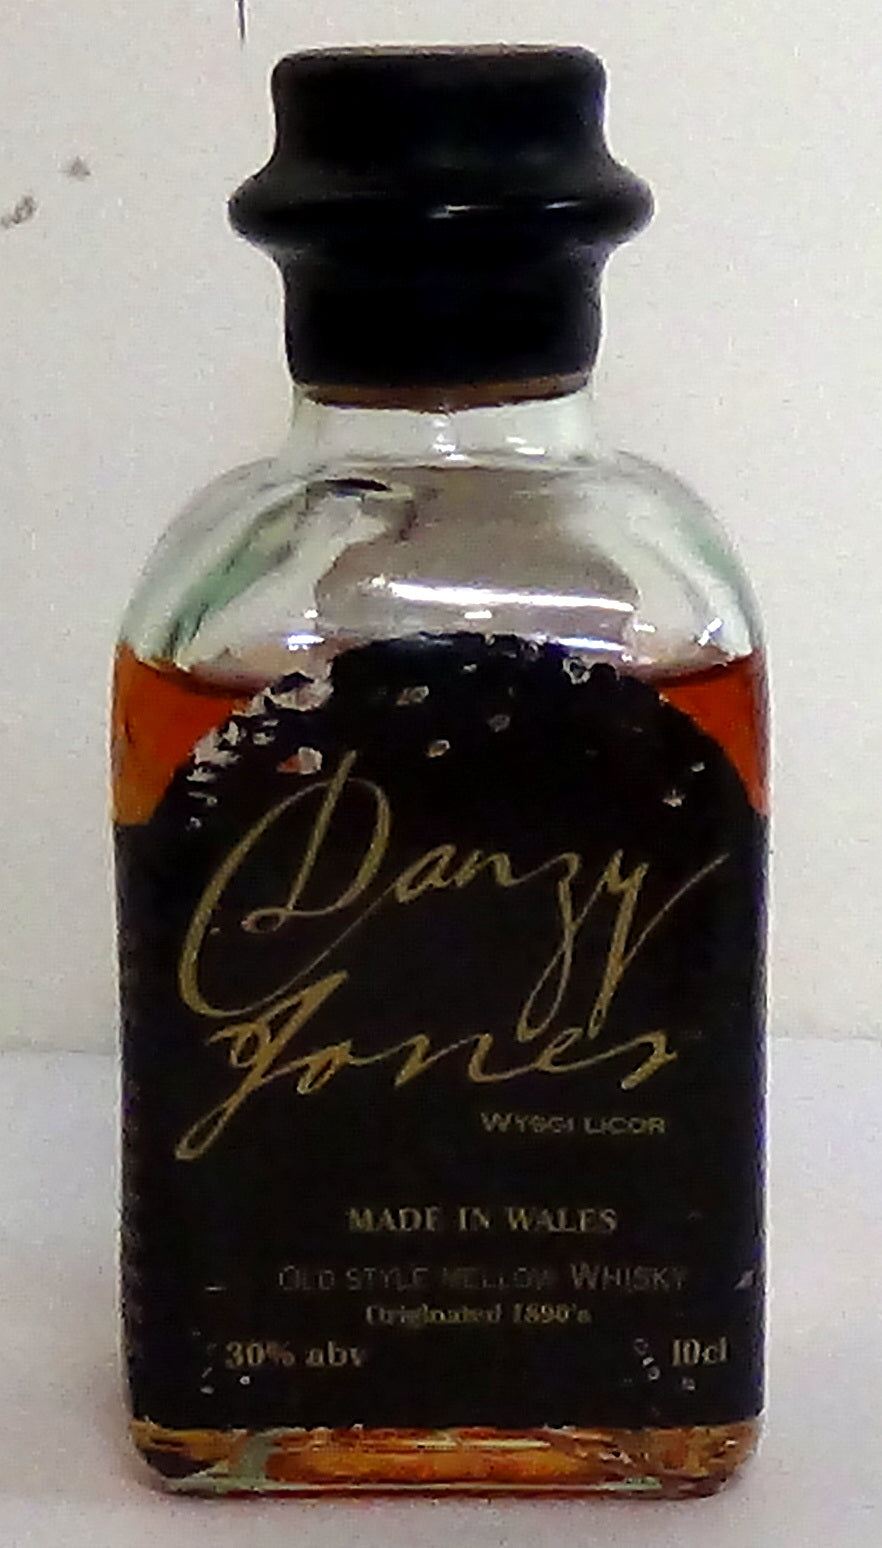 Danzy
Jones
WYSGI LICOR
MADE IN WALES
OLD STYLE MELLOW WHISKY
Originated 1890's
30% abv 10cl